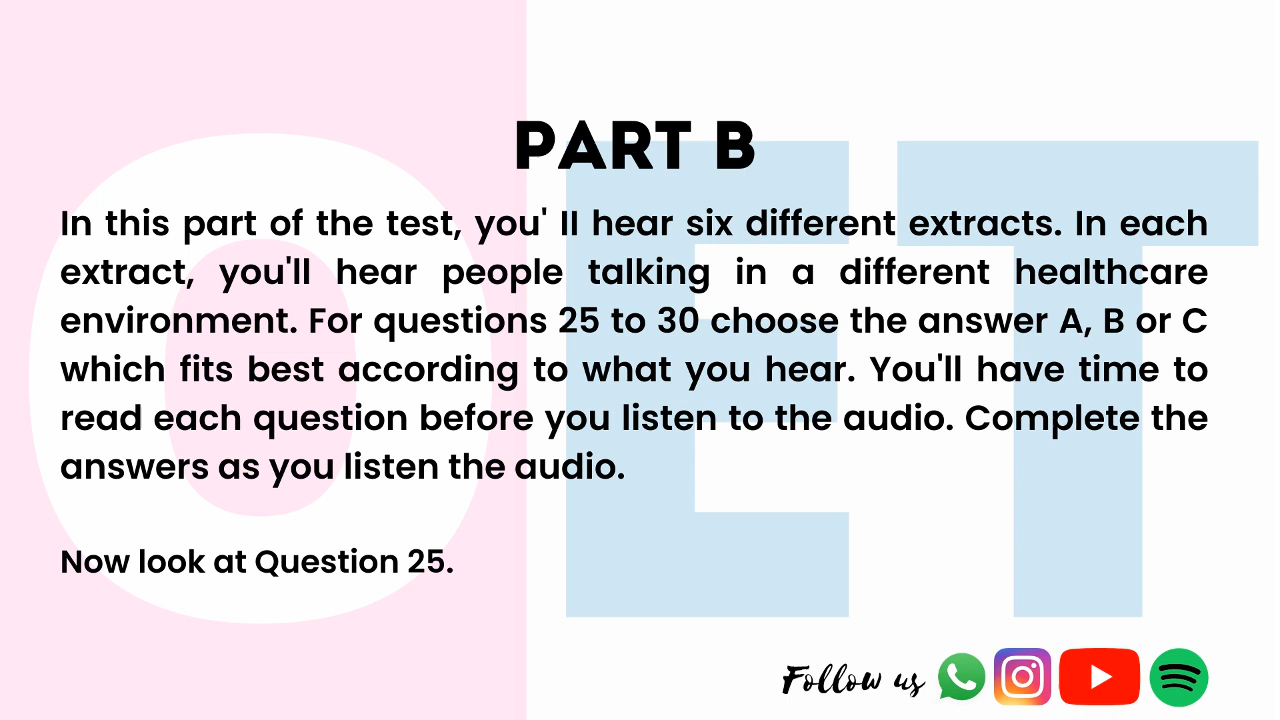 PART B
In this part of the test, you' II hear six different extracts. In each
extract, you'll hear people talking in a different healthcare
environment. For questions 25 to 30 choose the answer A, B or C
which fits best according to what you hear. You'll have time to
read each question before you listen to the audio. Complete the
answers as you listen the audio.
Now look at Question 25.
OET
Follow us